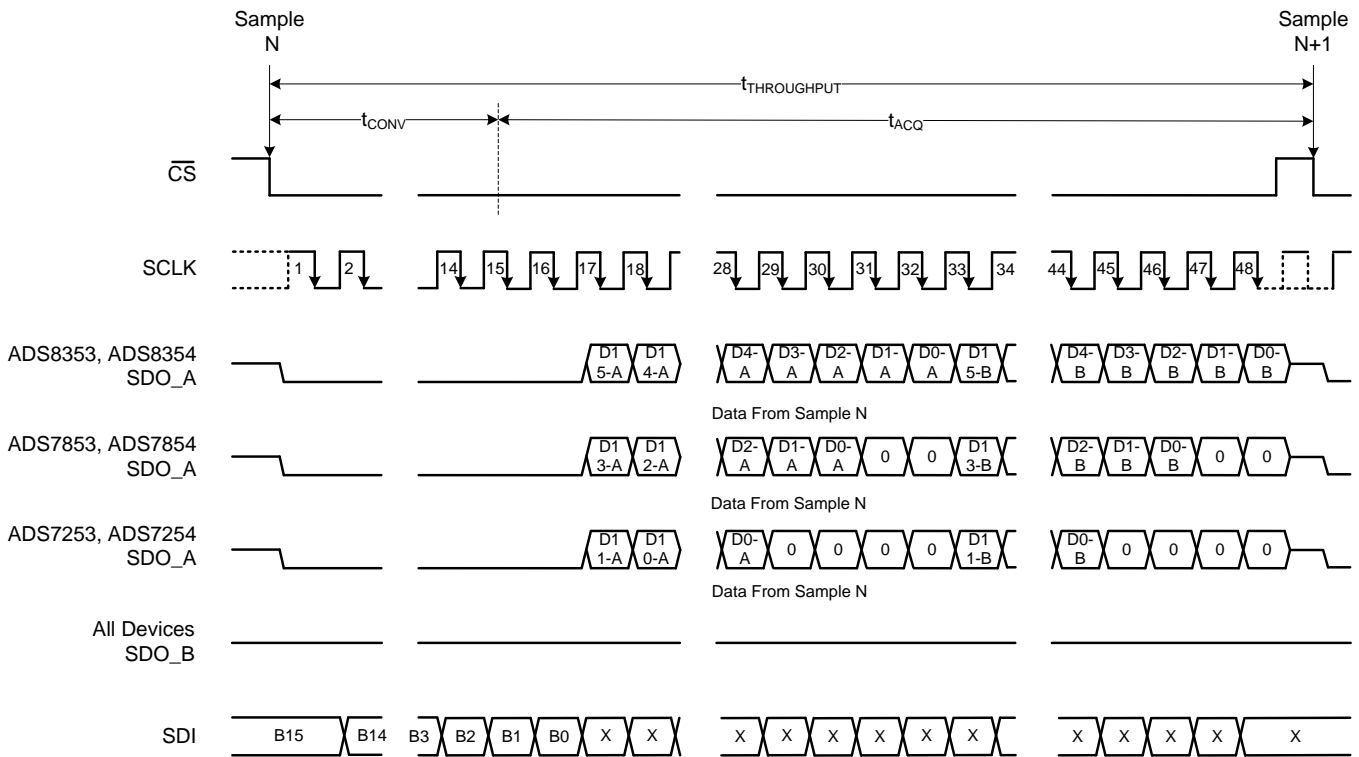 Sample
N
Sample
N+1
tTHROUGHPUT
tCONV
tACQ
CS
SCLK
1 2 14 15 16 17 18 28 29 30 31 32 33 34 44 45 46 47 48
ADS8353, ADS8354
SDO_A
D1 D1 D4- D3- D2- D1- D0- D1 D4- D3- D2- D1- D0-
5-A 4-A A A A A A 5-B B B B B B
Data From Sample N
ADS7853, ADS7854
SDO_A
D1 D1 D2- D1- D0- 0 0 D1 D2- D1- D0- 0 0
3-A 2-A A A A 3-B B B B
Data From Sample N
ADS7253, ADS7254
SDO_A
D1 D1 D0- 0 0 0 0 D1 D0- 0 0 0 0
1-A 0-A A 1-B B
Data From Sample N
All Devices
SDO_B
SDI
B15 B14 B3 B2 B1 B0 X X X X X X X X X X X X X